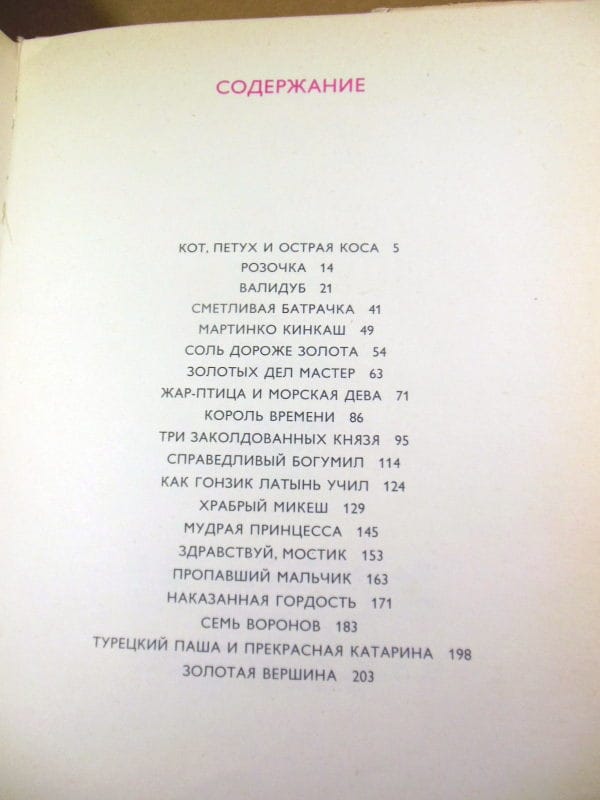 СОДЕРЖАНИЕ
КОТ, ПЕТУХ И ОСТРАЯ КОСА 5
РОЗОЧКА 14
ВАЛИДУБ 21
СМЕТЛИВАЯ БАТРАЧКА 41
МАРТИНКО КИНКАШ 49
СОЛЬ ДОРОЖЕ ЗОЛОТА 54
ЗОЛОТЫХ ДЕЛ МАСТЕР 63
ЖАР-ПТИЦА И МОРСКАЯ ДЕВА 71
КОРОЛЬ ВРЕМЕНИ 86
ТРИ ЗАКОЛДОВАННЫХ КНЯЗЯ 95
СПРАВЕДЛИВЫЙ БОГУМИЛ 114
КАК ГОНЗИК ЛАТЫНЬ УЧИЛ 124
ХРАБРЫЙ МИКЕШ 129
МУДРАЯ ПРИНЦЕССА 145
ЗДРАВСТВУЙ, МОСТИК 153
ПРОПАВШИЙ МАЛЬЧИК 163
НАКАЗАННАЯ ГОРДОСТЬ 171
СЕМЬ ВОРОНОВ 183
ТУРЕЦКИЙ ПАША И ПРЕКРАСНАЯ КАТАРИНА 198
ЗОЛОТАЯ ВЕРШИНА 203